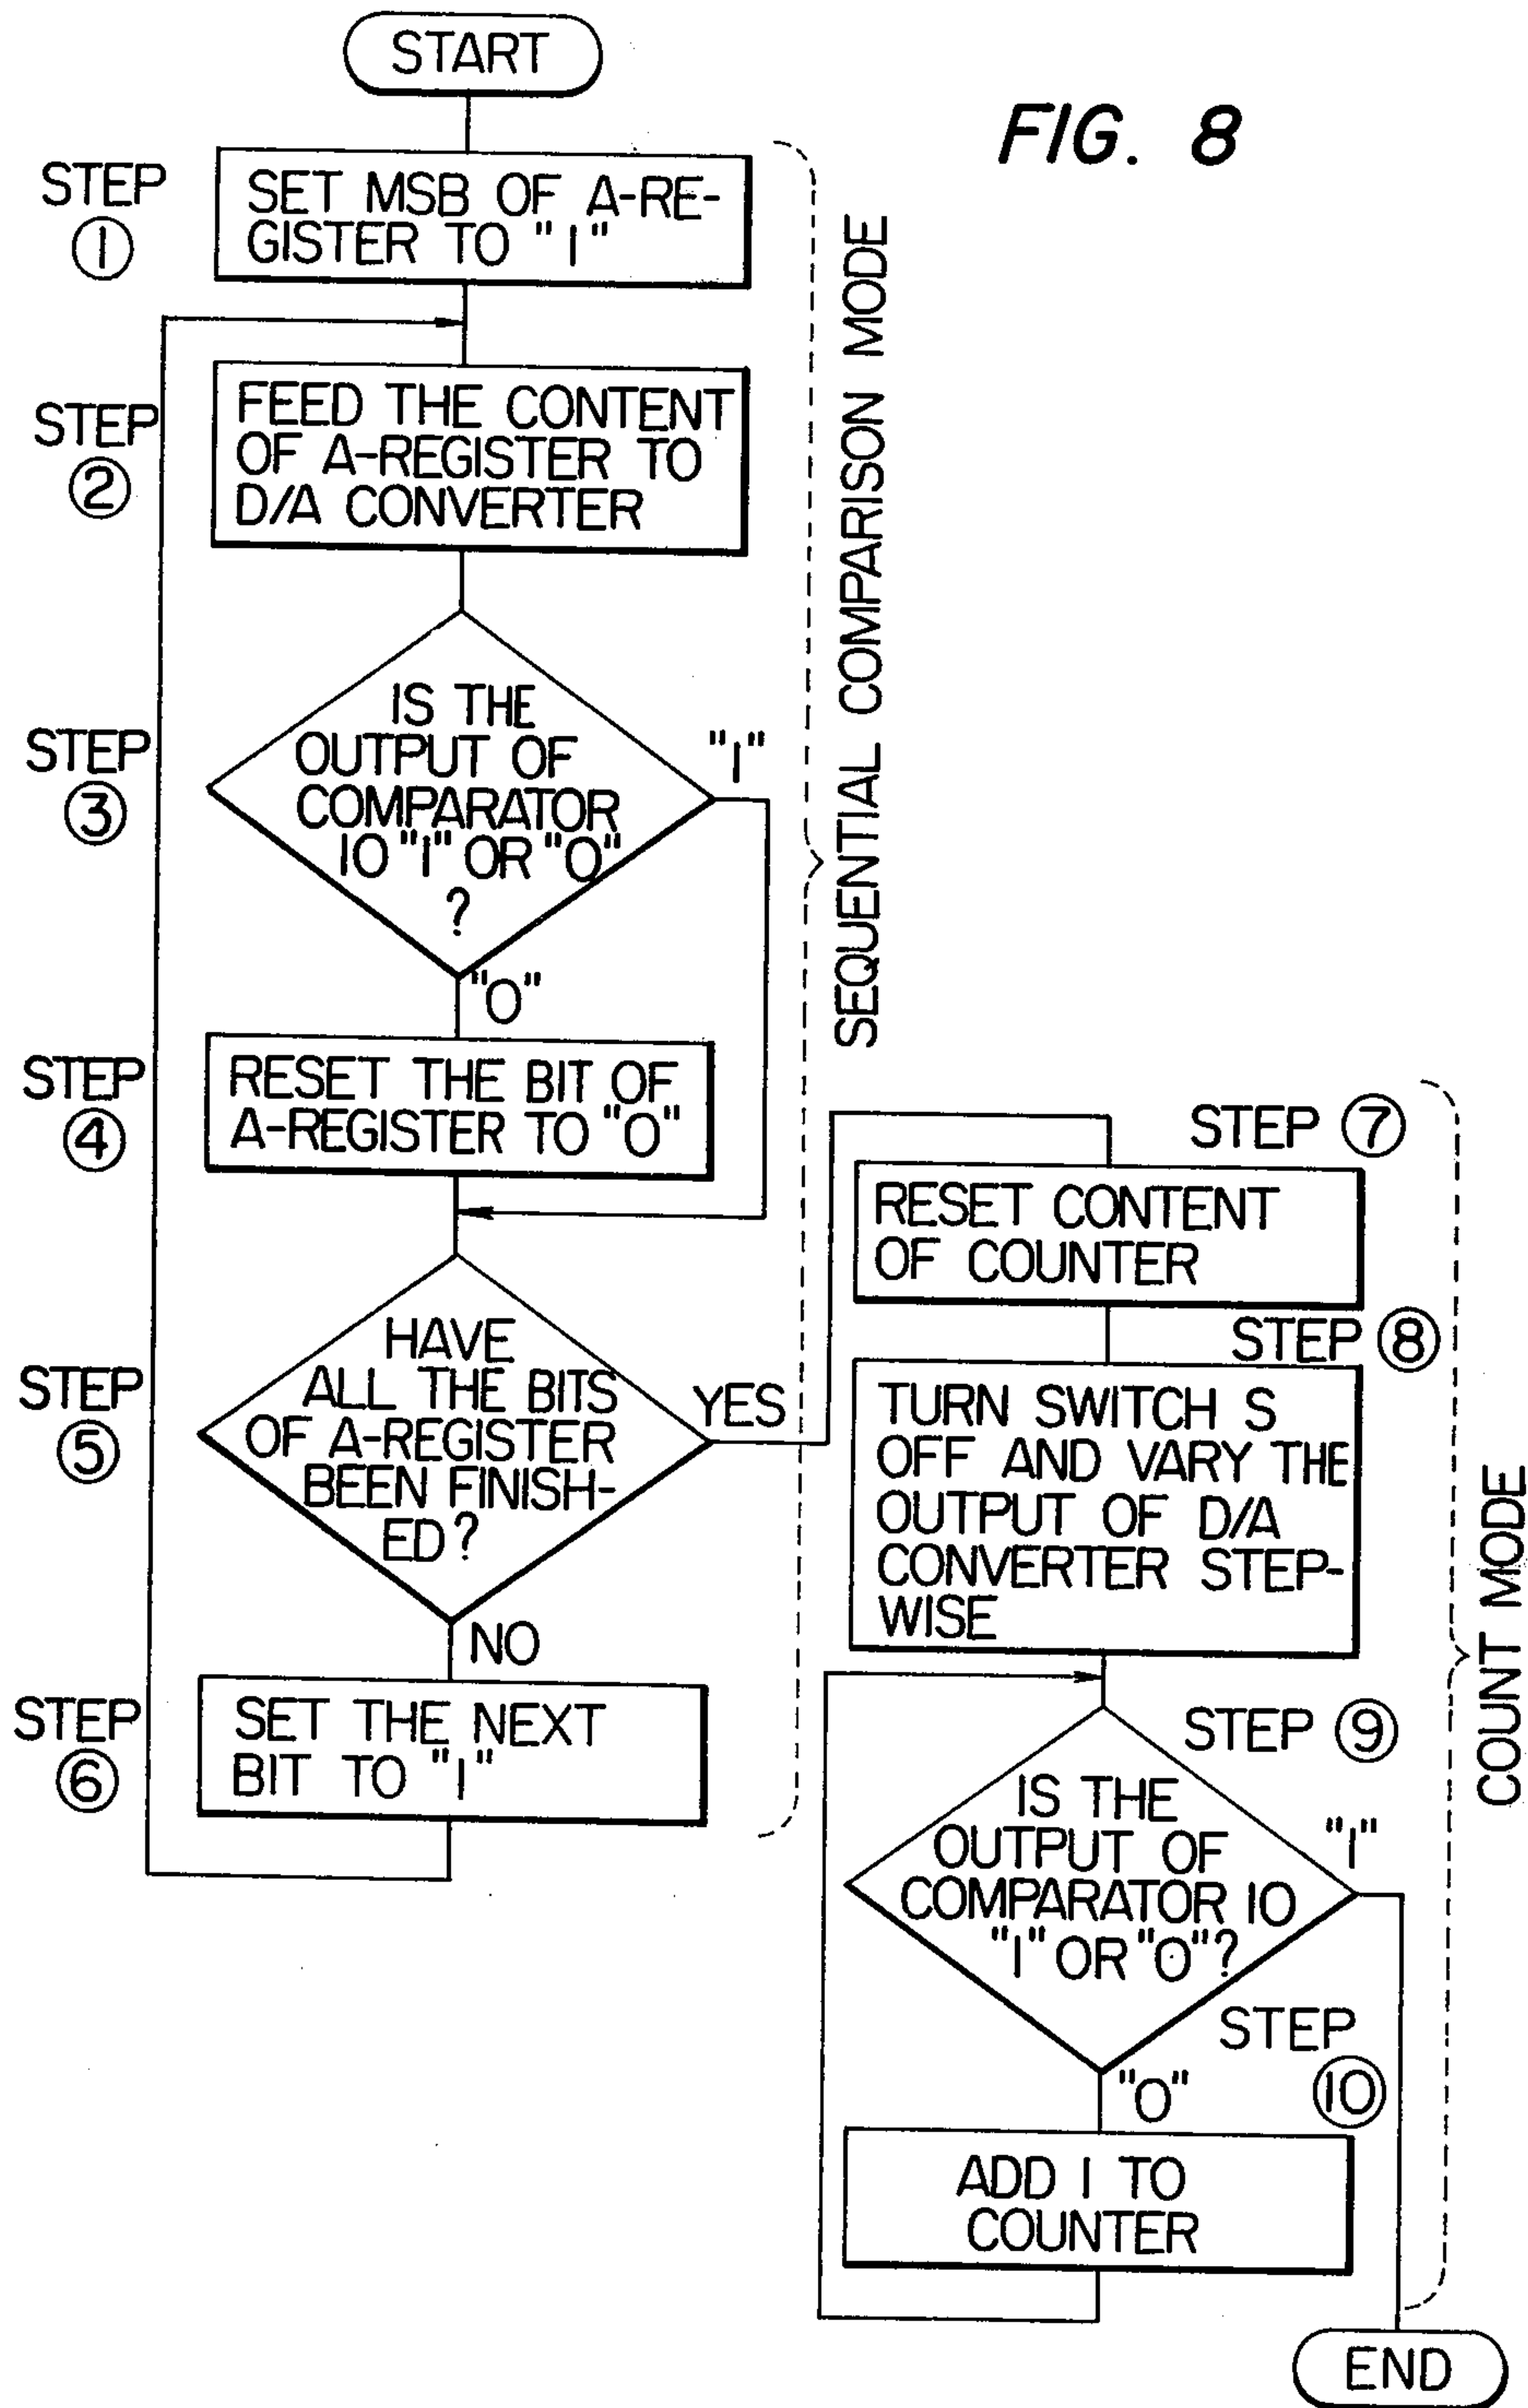 START
FIG. 8
STEP
①
SET MSB OF A-RE-
GISTER TO "1"
STEP
②
FEED THE CONTENT
OF A-REGISTER TO
D/A CONVERTER
STEP
③
IS THE
OUTPUT OF
COMPARATOR
10 "1" OR "0"
?
"1"
"0"
STEP
④
RESET THE BIT OF
A-REGISTER TO "0"
STEP
⑤
HAVE
ALL THE BITS
OF A-REGISTER
BEEN FINISH-
ED?
YES
NO
STEP
⑥
SET THE NEXT
BIT TO "1"
SEQUENTIAL COMPARISON MODE
STEP ⑦
RESET CONTENT
OF COUNTER
STEP ⑧
TURN SWITCH S
OFF AND VARY THE
OUTPUT OF D/A
CONVERTER STEP-
WISE
STEP ⑨
IS THE
OUTPUT OF
COMPARATOR 10
"1" OR "0"?
"1"
"0"
STEP
⑩
ADD 1 TO
COUNTER
COUNT MODE
END